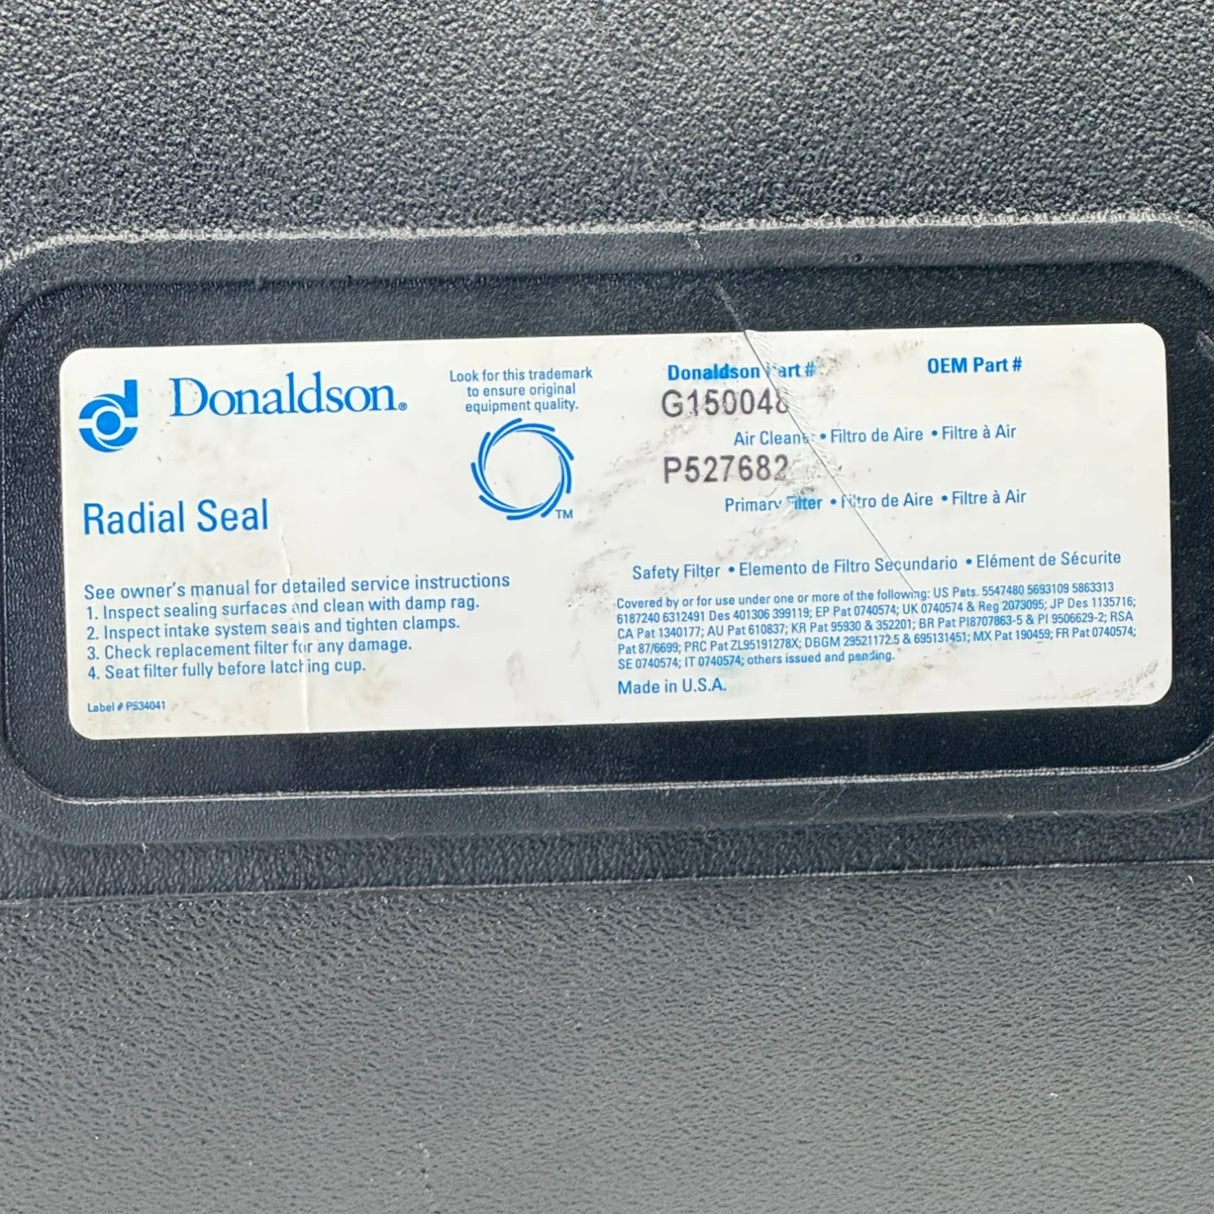 Donaldson®
Look for this trademark
to ensure original
equipment quality.
TM
Radial Seal
See owner's manual for detailed service instructions
1. Inspect sealing surfaces and clean with damp rag.
2. Inspect intake system seals and tighten clamps.
3. Check replacement filter for any damage.
4. Seat filter fully before latching cup.
Label # P534041
Donaldson Part # OEM Part #
G150048
Air Cleaner • Filtro de Aire • Filtre à Air
P527682
Primary Filter • Filtro de Aire • Filtre à Air
Safety Filter • Elemento de Filtro Secundario • Elément de Sécurite
Covered by or for use under one or more of the following: US Pats. 5547480 5693109 5863313
6187240 6312491 Des 401306 399119; EP Pat 0740574; UK 0740574 & Reg 2073095; JP Des 1135716;
CA Pat 1340177; AU Pat 610837; KR Pat 95930 & 352201; BR Pat PI8707863-5 & PI 9506629-2; RSA
Pat 87/6699; PRC Pat ZL95191278X; DBGM 29521172.5 & 695131451; MX Pat 190459; FR Pat 0740574;
SE 0740574; IT 0740574; others issued and pending.
Made in U.S.A.